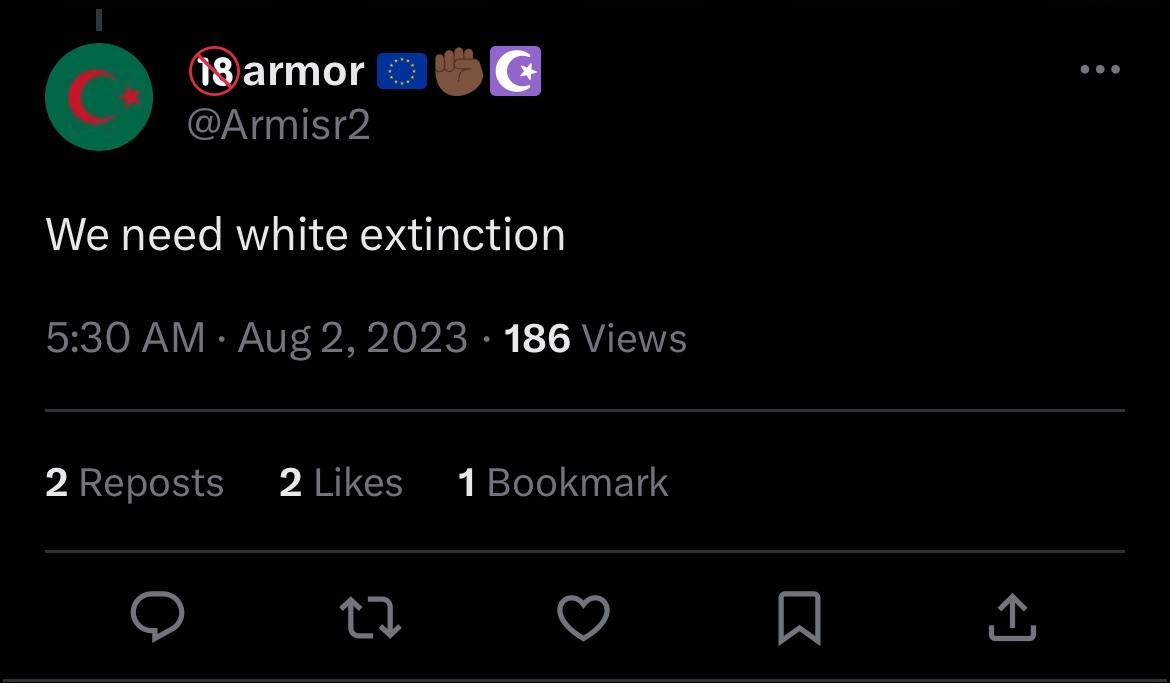 🔞armor 🇪🇺✊🏾☪️
@Armisr2
We need white extinction
5:30 AM · Aug 2, 2023 · 186 Views
2 Reposts 2 Likes 1 Bookmark